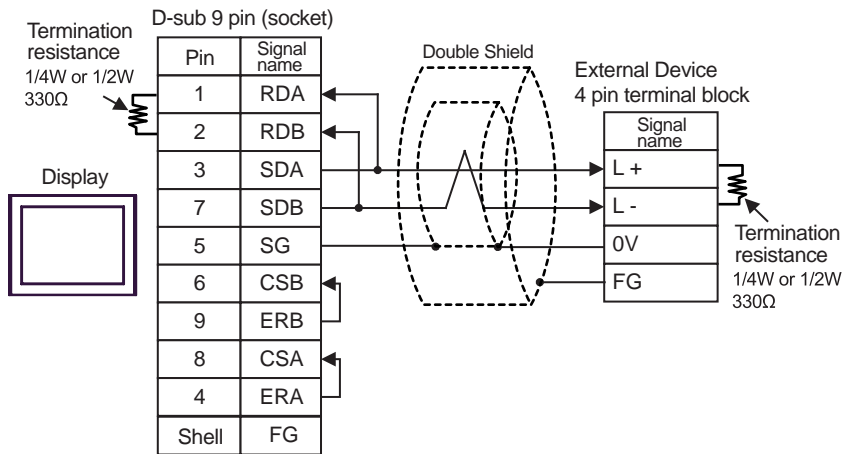 D-sub 9 pin (socket)
Termination
resistance
1/4W or 1/2W
330Ω
Display
Pin Signal name
1 RDA
2 RDB
3 SDA
7 SDB
5 SG
6 CSB
9 ERB
8 CSA
4 ERA
Shell FG
Double Shield
External Device
4 pin terminal block
Signal
name
L +
L -
0V
FG
Termination
resistance
1/4W or 1/2W
330Ω